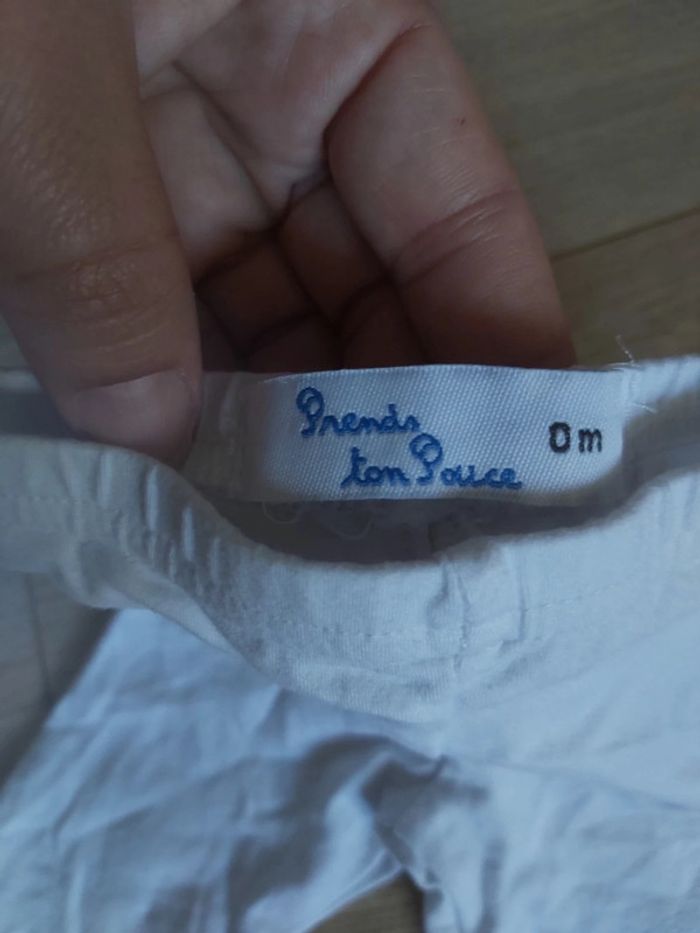 Prends
ton Pouce
0m